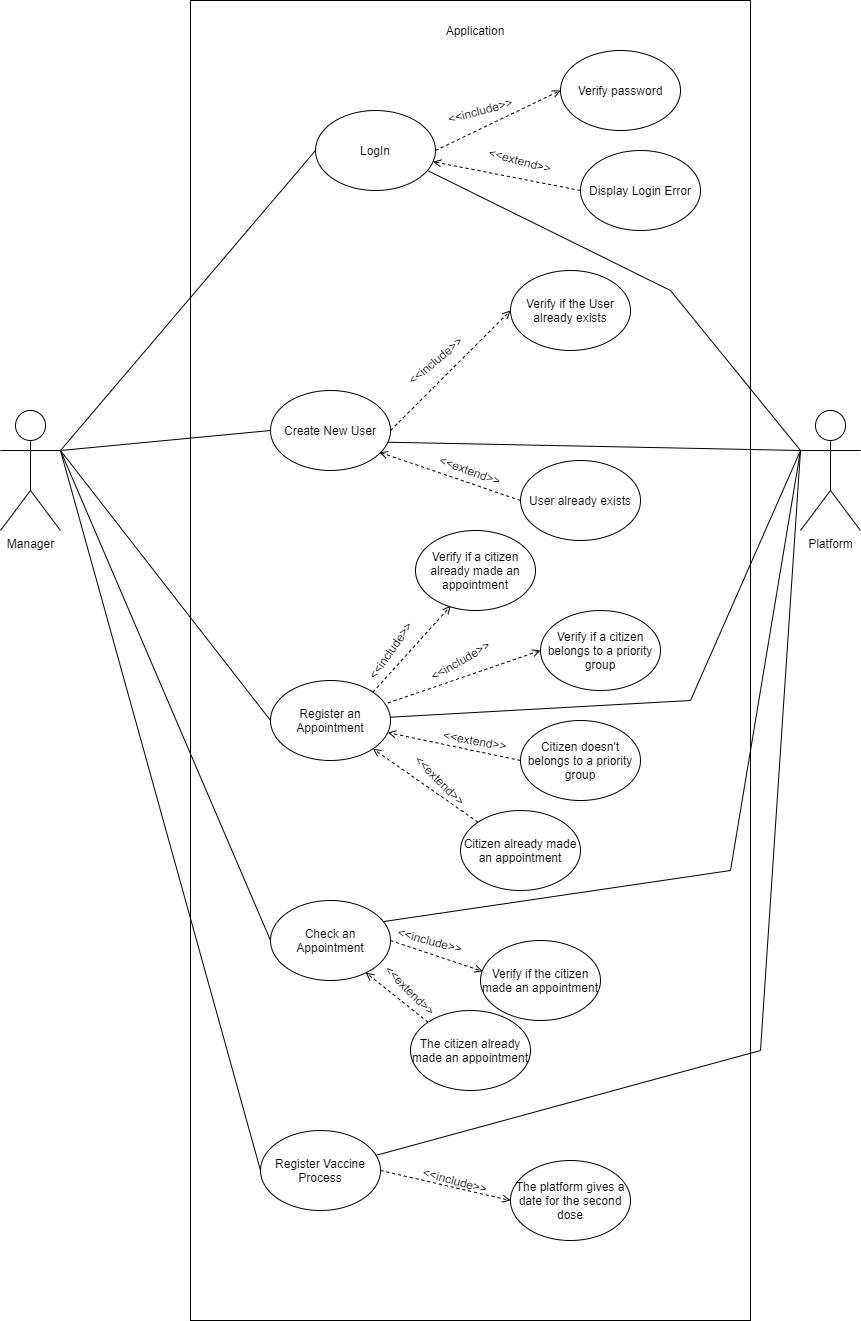 Application
Verify password
<<include>>
LogIn
<<extend>>
Display Login Error
Verify if the User
already exists
<<include>>
Create New User
<<extend>>
User already exists
Manager
Platform
Verify if a citizen
already made an
appointment
<<include>>
Verify if a citizen
belongs to a priority
group
<<include>>
Register an
Appointment
<<extend>>
Citizen doesn't
belongs to a priority
group
<<extend>>
Citizen already made
an appointment
Check an
Appointment
<<include>>
Verify if the citizen
made an appointment
<<extend>>
The citizen already
made an appointment
Register Vaccine
Process
<<include>>
The platform gives a
date for the second
dose